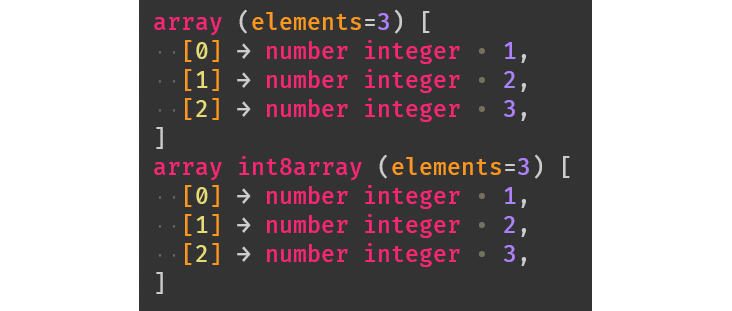 array (elements=3) [
··[0] → number integer · 1,
··[1] → number integer · 2,
··[2] → number integer · 3,
]
array int8array (elements=3) [
··[0] → number integer · 1,
··[1] → number integer · 2,
··[2] → number integer · 3,
]